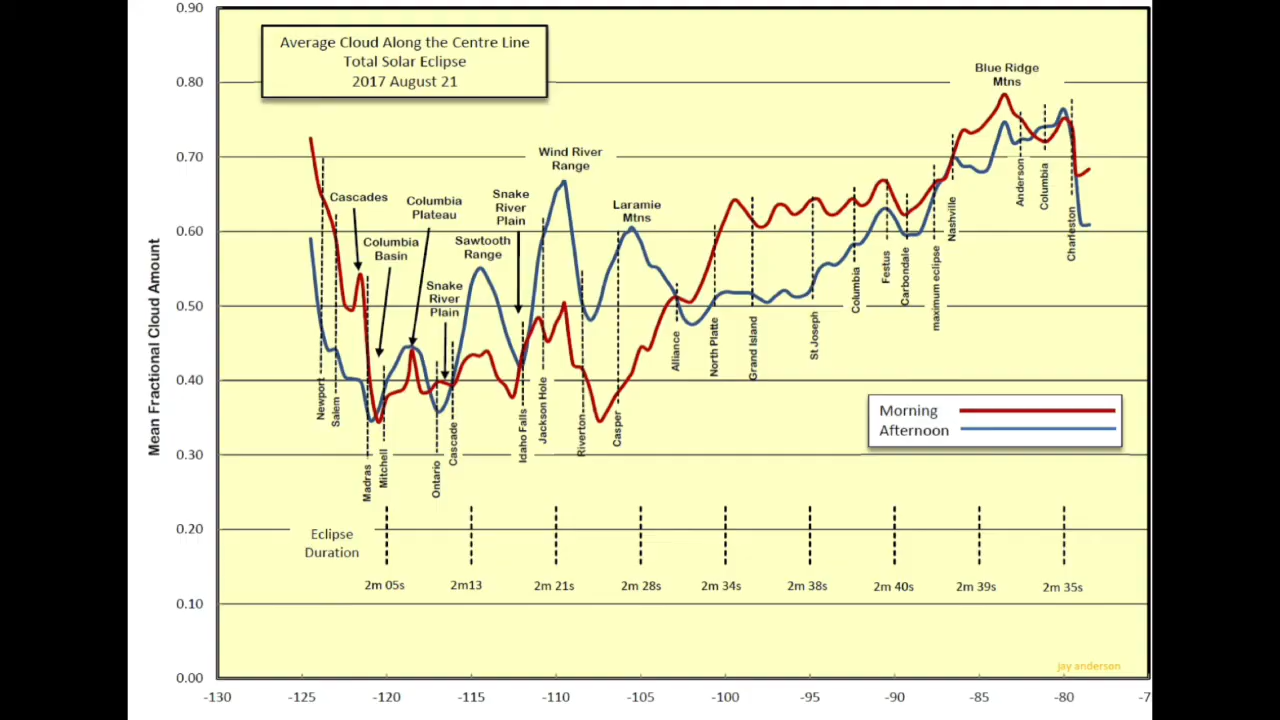 0.90
Average Cloud Along the Centre Line
Total Solar Eclipse
2017 August 21
0.80
0.70
0.60
0.50
0.40
0.30
0.20
0.10
0.00
Mean Fractional Cloud Amount
Cascades
Columbia
Basin
Columbia
Plateau
Snake
River
Plain
Sawtooth
Range
Snake
River
Plain
Wind River
Range
Laramie
Mtns
Blue Ridge
Mtns
Newport
Salem
Madras
Mitchell
Ontario
Cascade
Idaho Falls
Jackson Hole
Riverton
Casper
Alliance
North Platte
Grand Island
St Joseph
Columbia
Festus
Carbondale
maximum eclipse
Nashville
Anderson
Columbia
Charleston
Morning
Afternoon
Eclipse
Duration
2m 05s
2m13
2m 21s
2m 28s
2m 34s
2m 38s
2m 40s
2m 39s
2m 35s
jay anderson
-130
-125
-120
-115
-110
-105
-100
-95
-90
-85
-80
-7